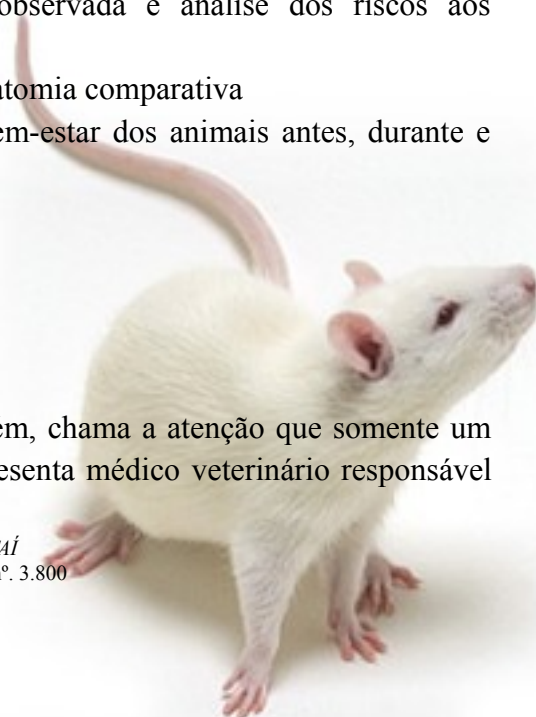 observada e análise dos riscos aos
atomia comparativa
em-estar dos animais antes, durante e
em, chama a atenção que somente um
esenta médico veterinário responsável
AÍ
nº. 3.800